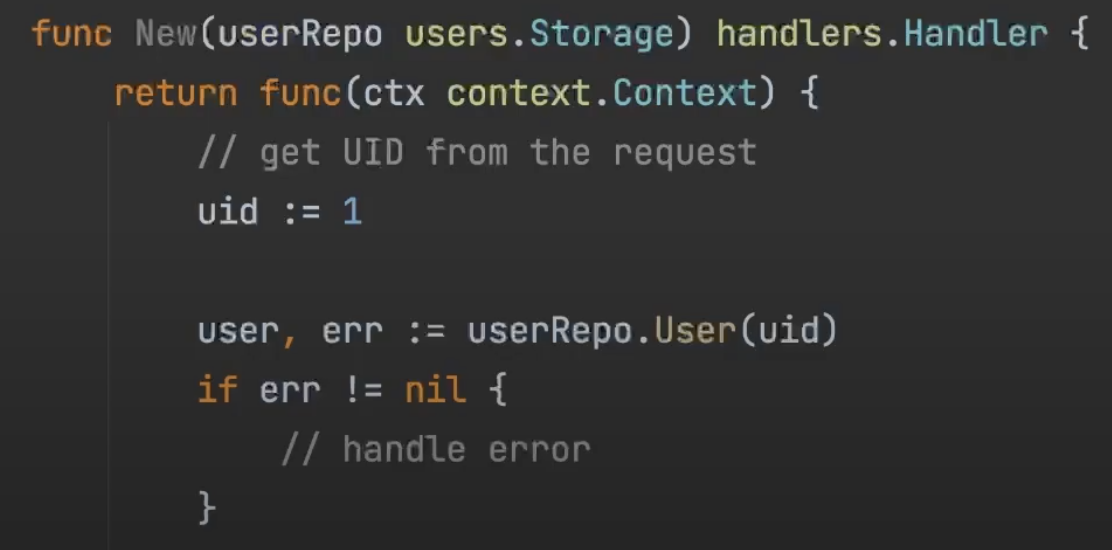 func New(userRepo users.Storage) handlers.Handler {
return func(ctx context.Context) {
// get UID from the request
uid := 1
user, err := userRepo.User(uid)
if err != nil {
// handle error
}